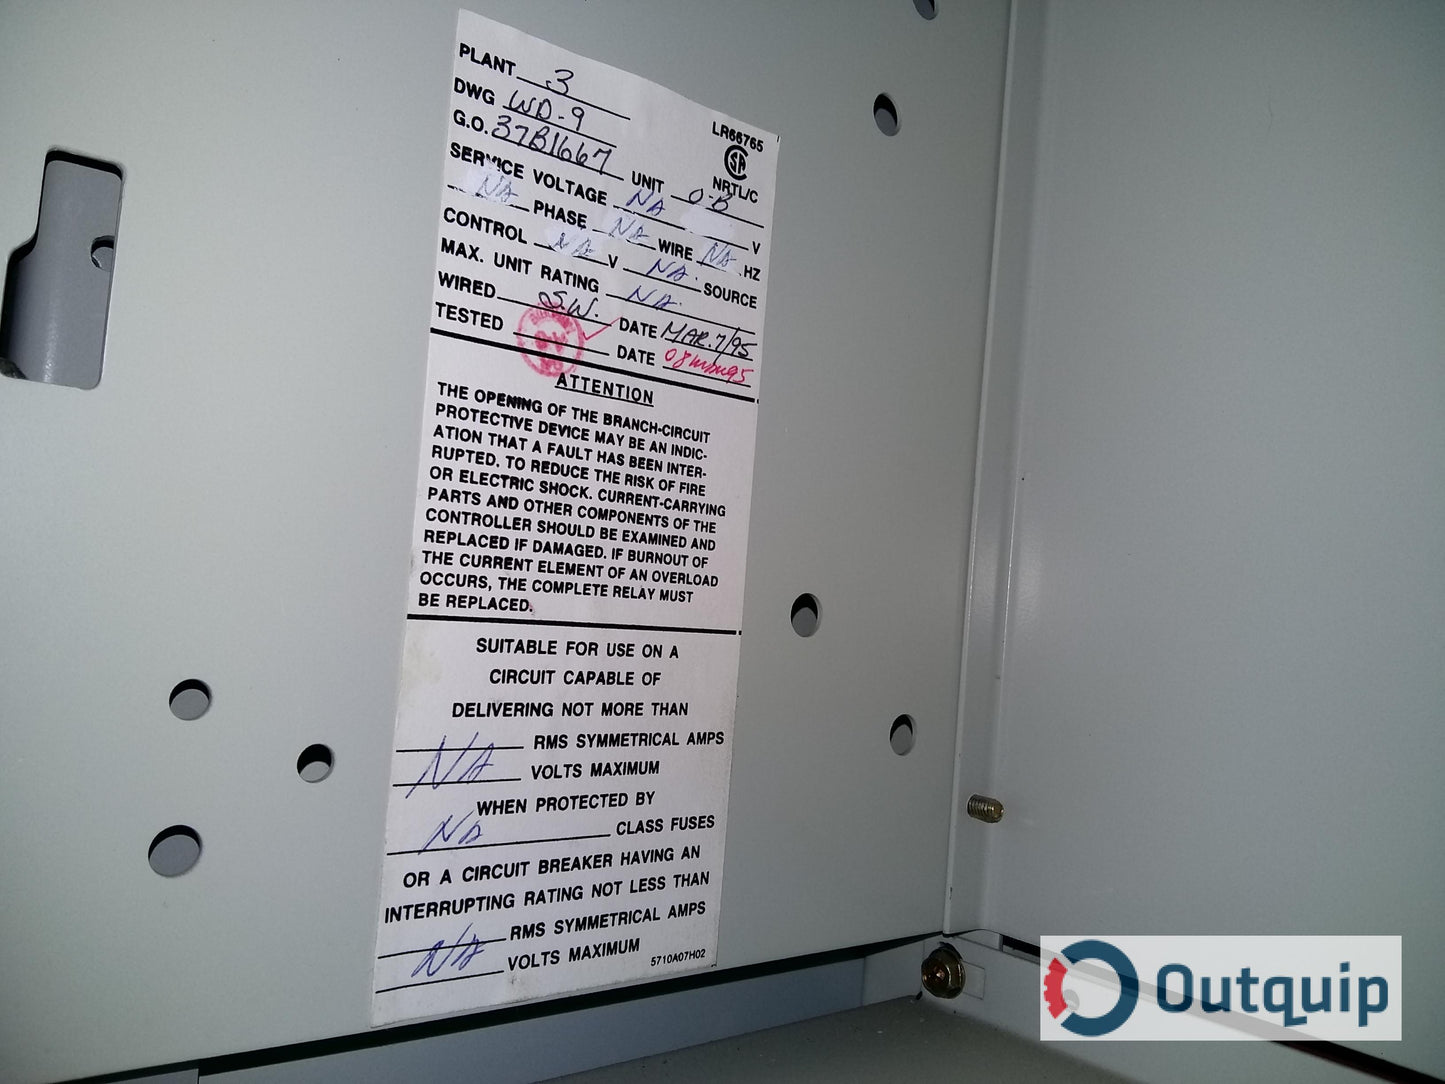 PLANT 3
DWG WD-9
G.O. 37B1667 UNIT O-B
LR66765
NRTL/C
SERVICE VOLTAGE NA V
NA PHASE NA WIRE NA HZ
CONTROL NA V NA. SOURCE
MAX. UNIT RATING NA.
WIRED S.W. DATE MAR.7/95
TESTED DATE
ATTENTION
THE OPENING OF THE BRANCH-CIRCUIT
PROTECTIVE DEVICE MAY BE AN INDIC-
ATION THAT A FAULT HAS BEEN INTER-
RUPTED. TO REDUCE THE RISK OF FIRE
OR ELECTRIC SHOCK. CURRENT-CARRYING
PARTS AND OTHER COMPONENTS OF THE
CONTROLLER SHOULD BE EXAMINED AND
REPLACED IF DAMAGED. IF BURNOUT OF
THE CURRENT ELEMENT OF AN OVERLOAD
OCCURS, THE COMPLETE RELAY MUST
BE REPLACED.
SUITABLE FOR USE ON A
CIRCUIT CAPABLE OF
DELIVERING NOT MORE THAN
RMS SYMMETRICAL AMPS
NA VOLTS MAXIMUM
WHEN PROTECTED BY
NA CLASS FUSES
OR A CIRCUIT BREAKER HAVING AN
INTERRUPTING RATING NOT LESS THAN
RMS SYMMETRICAL AMPS
NA VOLTS MAXIMUM
5710A07H02
Outquip